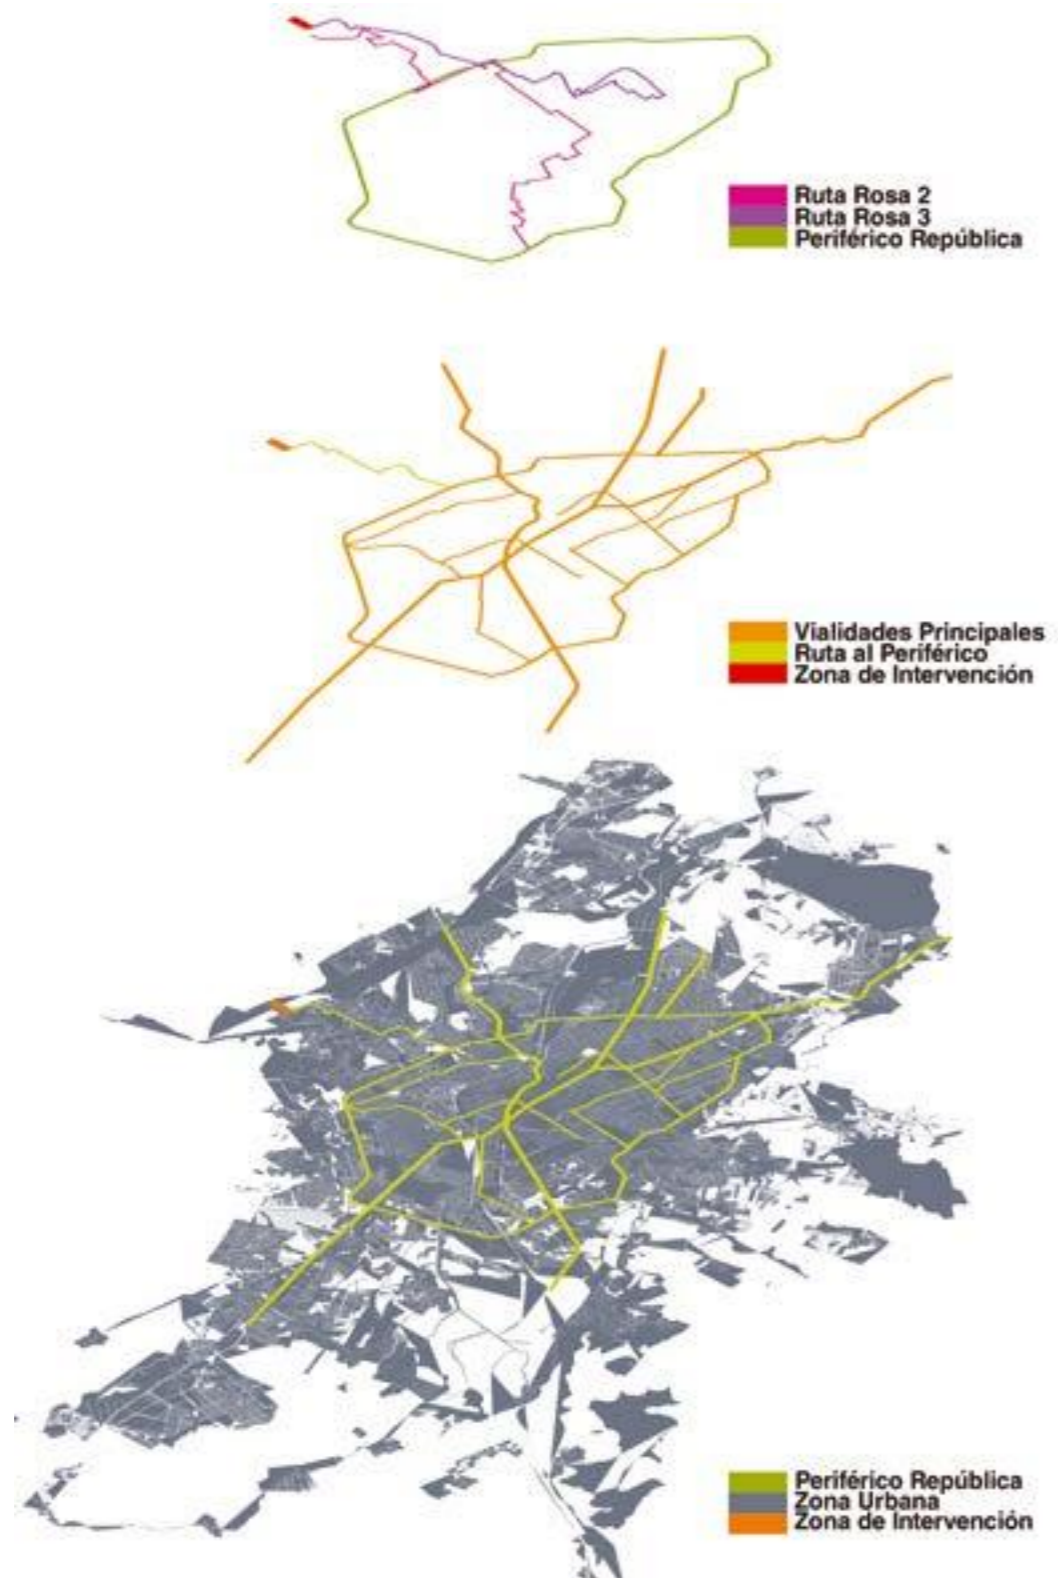 Ruta Rosa 2
Ruta Rosa 3
Periférico República
Vialidades Principales
Ruta al Periférico
Zona de Intervención
Periférico República
Zona Urbana
Zona de Intervención